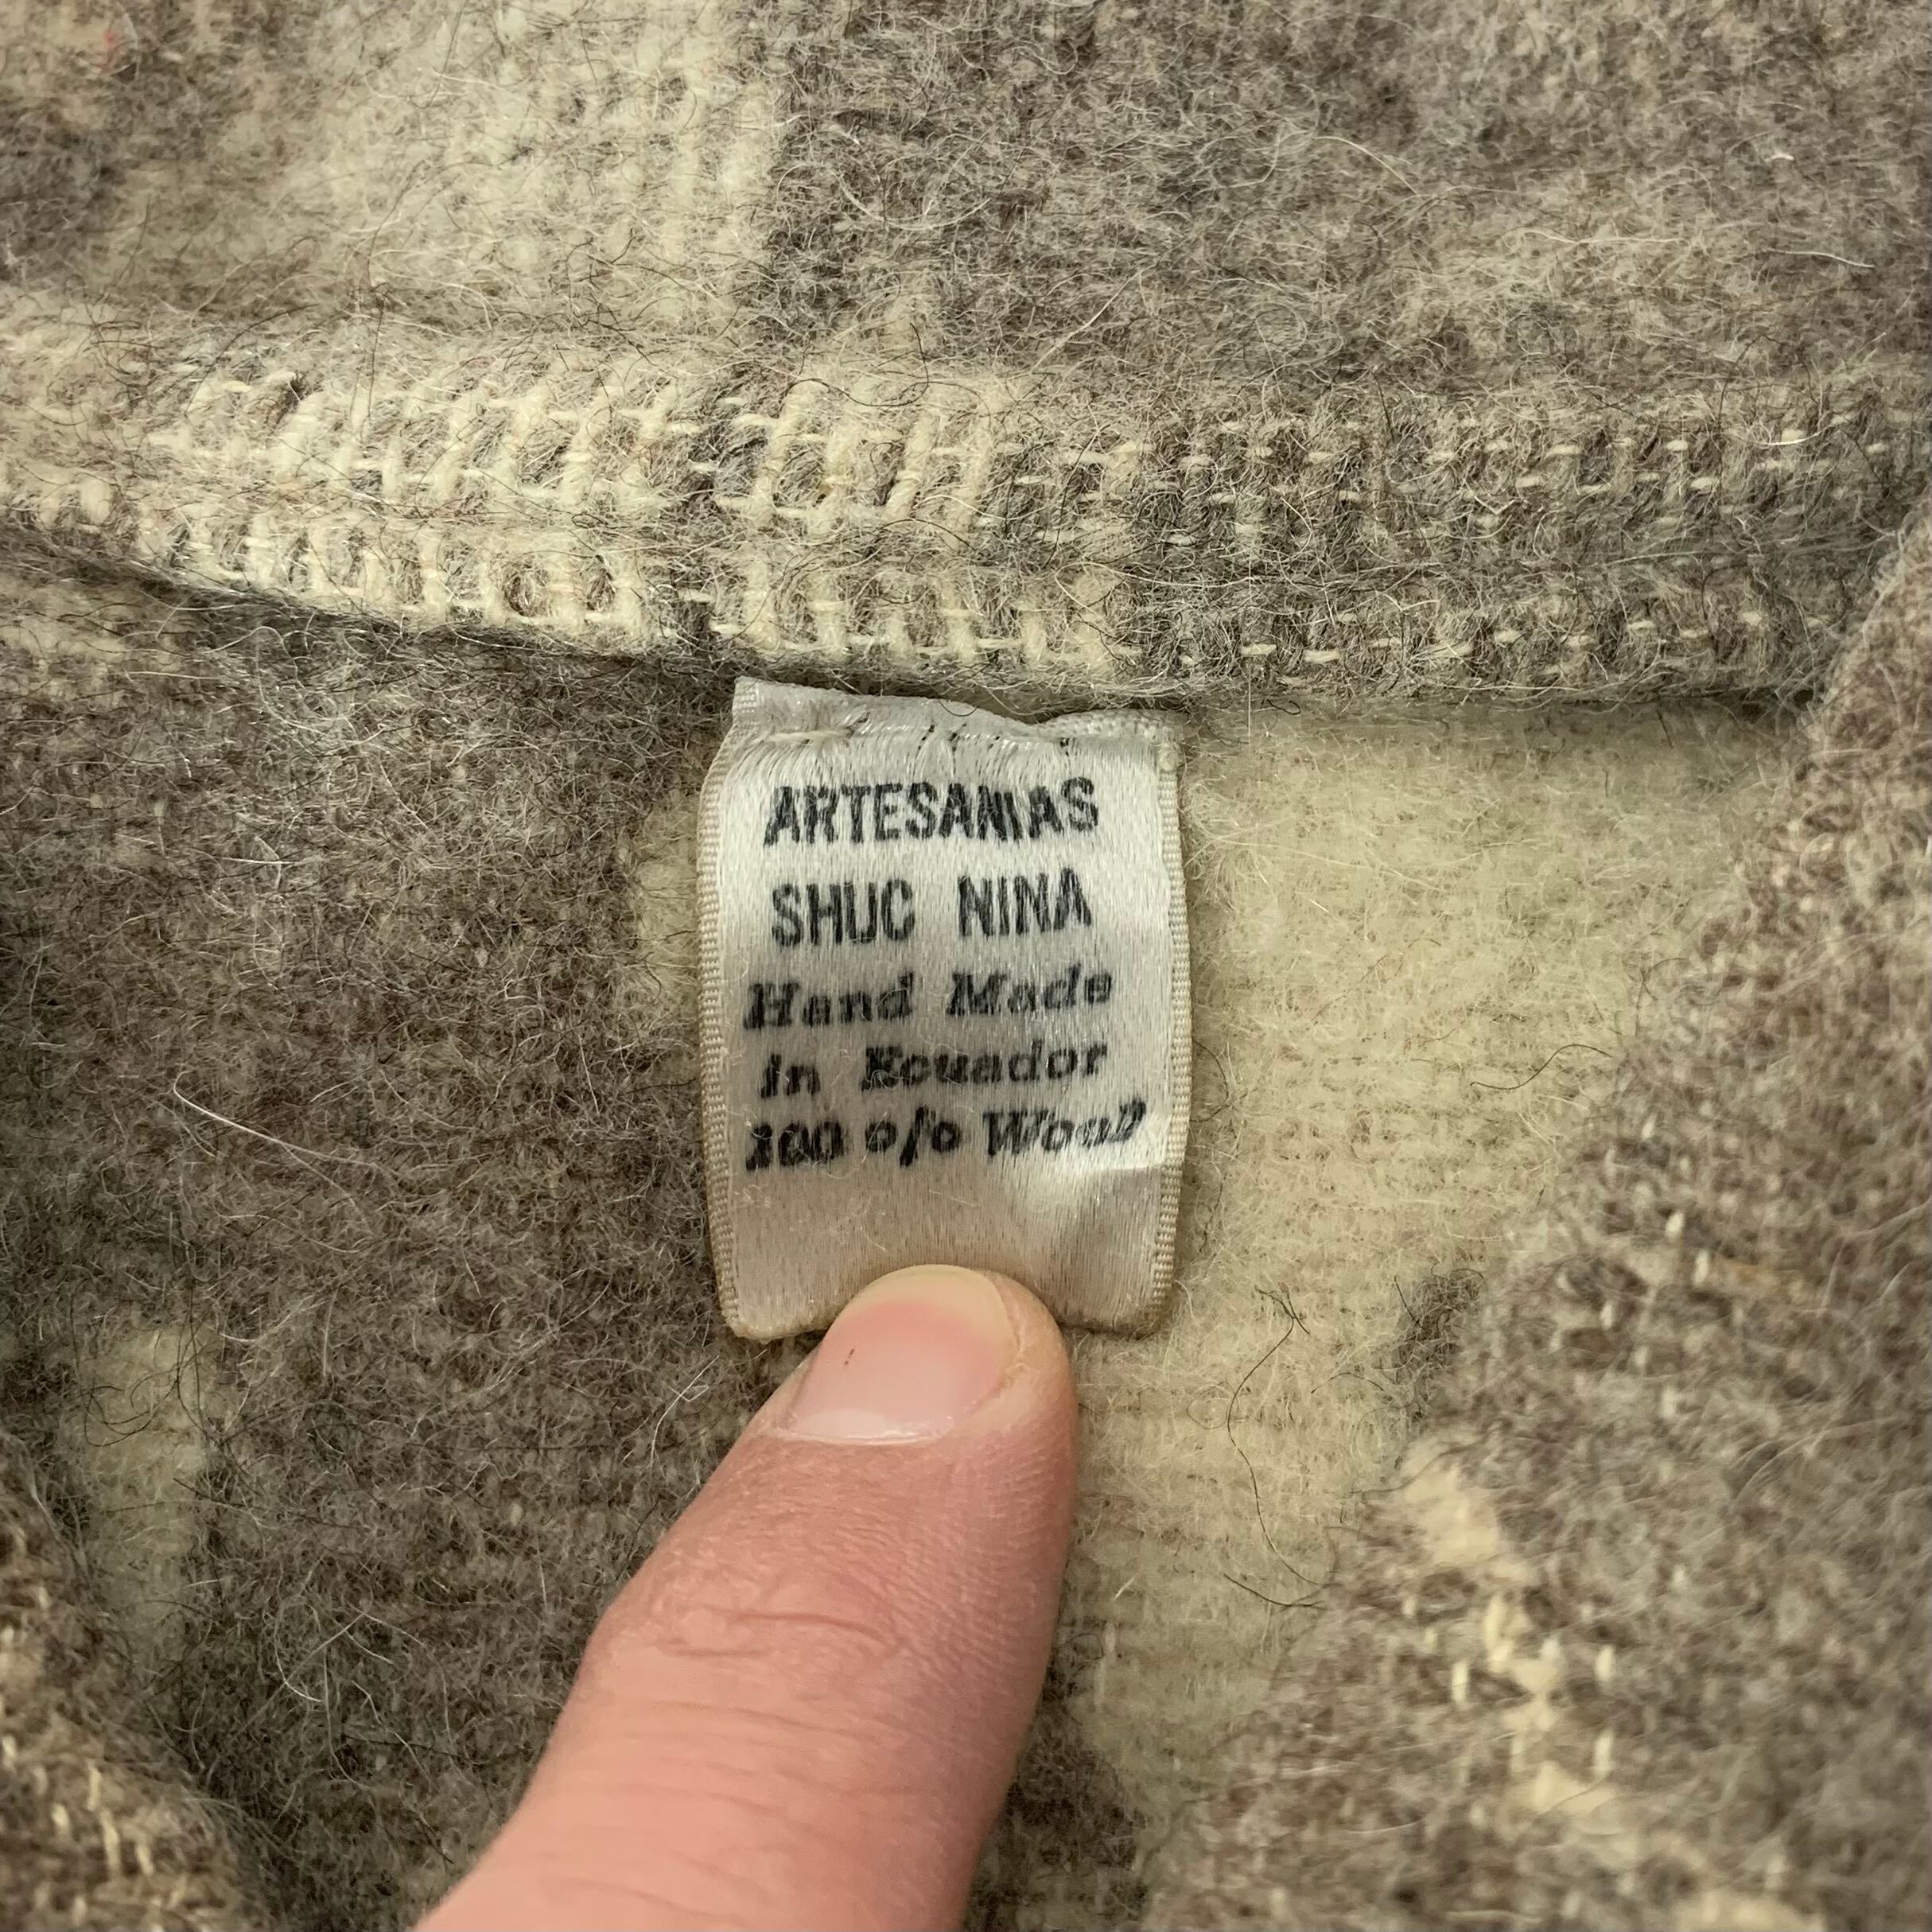 ARTESANIAS
SHUC NINA
Hand Made
in Ecuador
100 o/o Wool